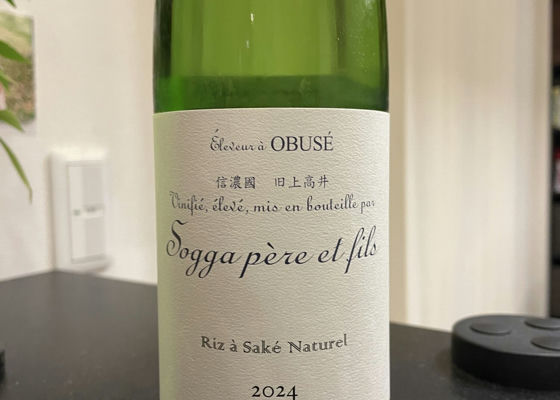 Éleveur à OBUSÉ
信濃國 旧上高井
Vinifié, élevé, mis en bouteille par
Sogga père et fils
Riz à Saké Naturel
2024